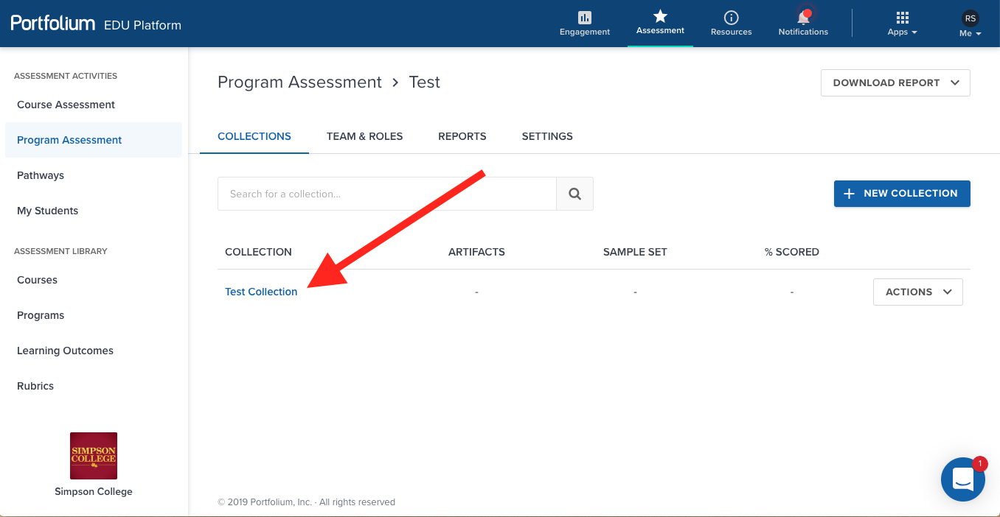 Portfolium EDU Platform
Engagement
Assessment
Resources
Notifications
Apps
RS
Me
ASSESSMENT ACTIVITIES
Course Assessment
Program Assessment
Pathways
My Students
ASSESSMENT LIBRARY
Courses
Programs
Learning Outcomes
Rubrics
SIMPSON
COLLEGE
Simpson College
Program Assessment > Test
DOWNLOAD REPORT
COLLECTIONS TEAM & ROLES REPORTS SETTINGS
Search for a collection...
+ NEW COLLECTION
COLLECTION ARTIFACTS SAMPLE SET % SCORED
Test Collection - - - ACTIONS
1
© 2019 Portfolium, Inc. · All rights reserved